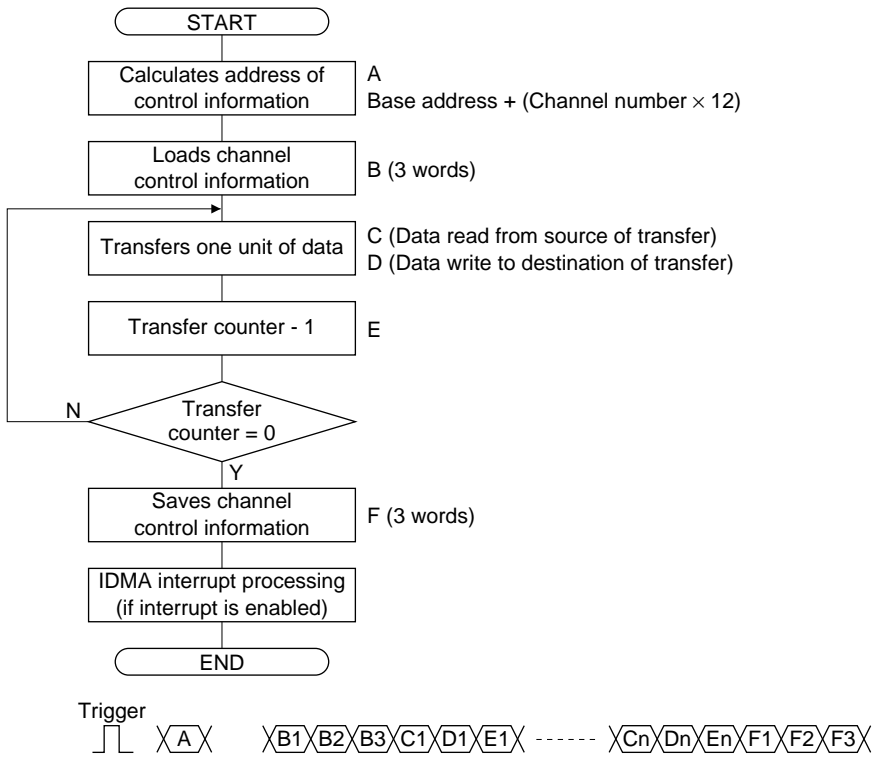 START
Calculates address of
control information
A
Base address + (Channel number × 12)
Loads channel
control information
B (3 words)
Transfers one unit of data
C (Data read from source of transfer)
D (Data write to destination of transfer)
Transfer counter - 1
E
N
Transfer
counter = 0
Y
Saves channel
control information
F (3 words)
IDMA interrupt processing
(if interrupt is enabled)
END
Trigger
A B1 B2 B3 C1 D1 E1 Cn Dn En F1 F2 F3